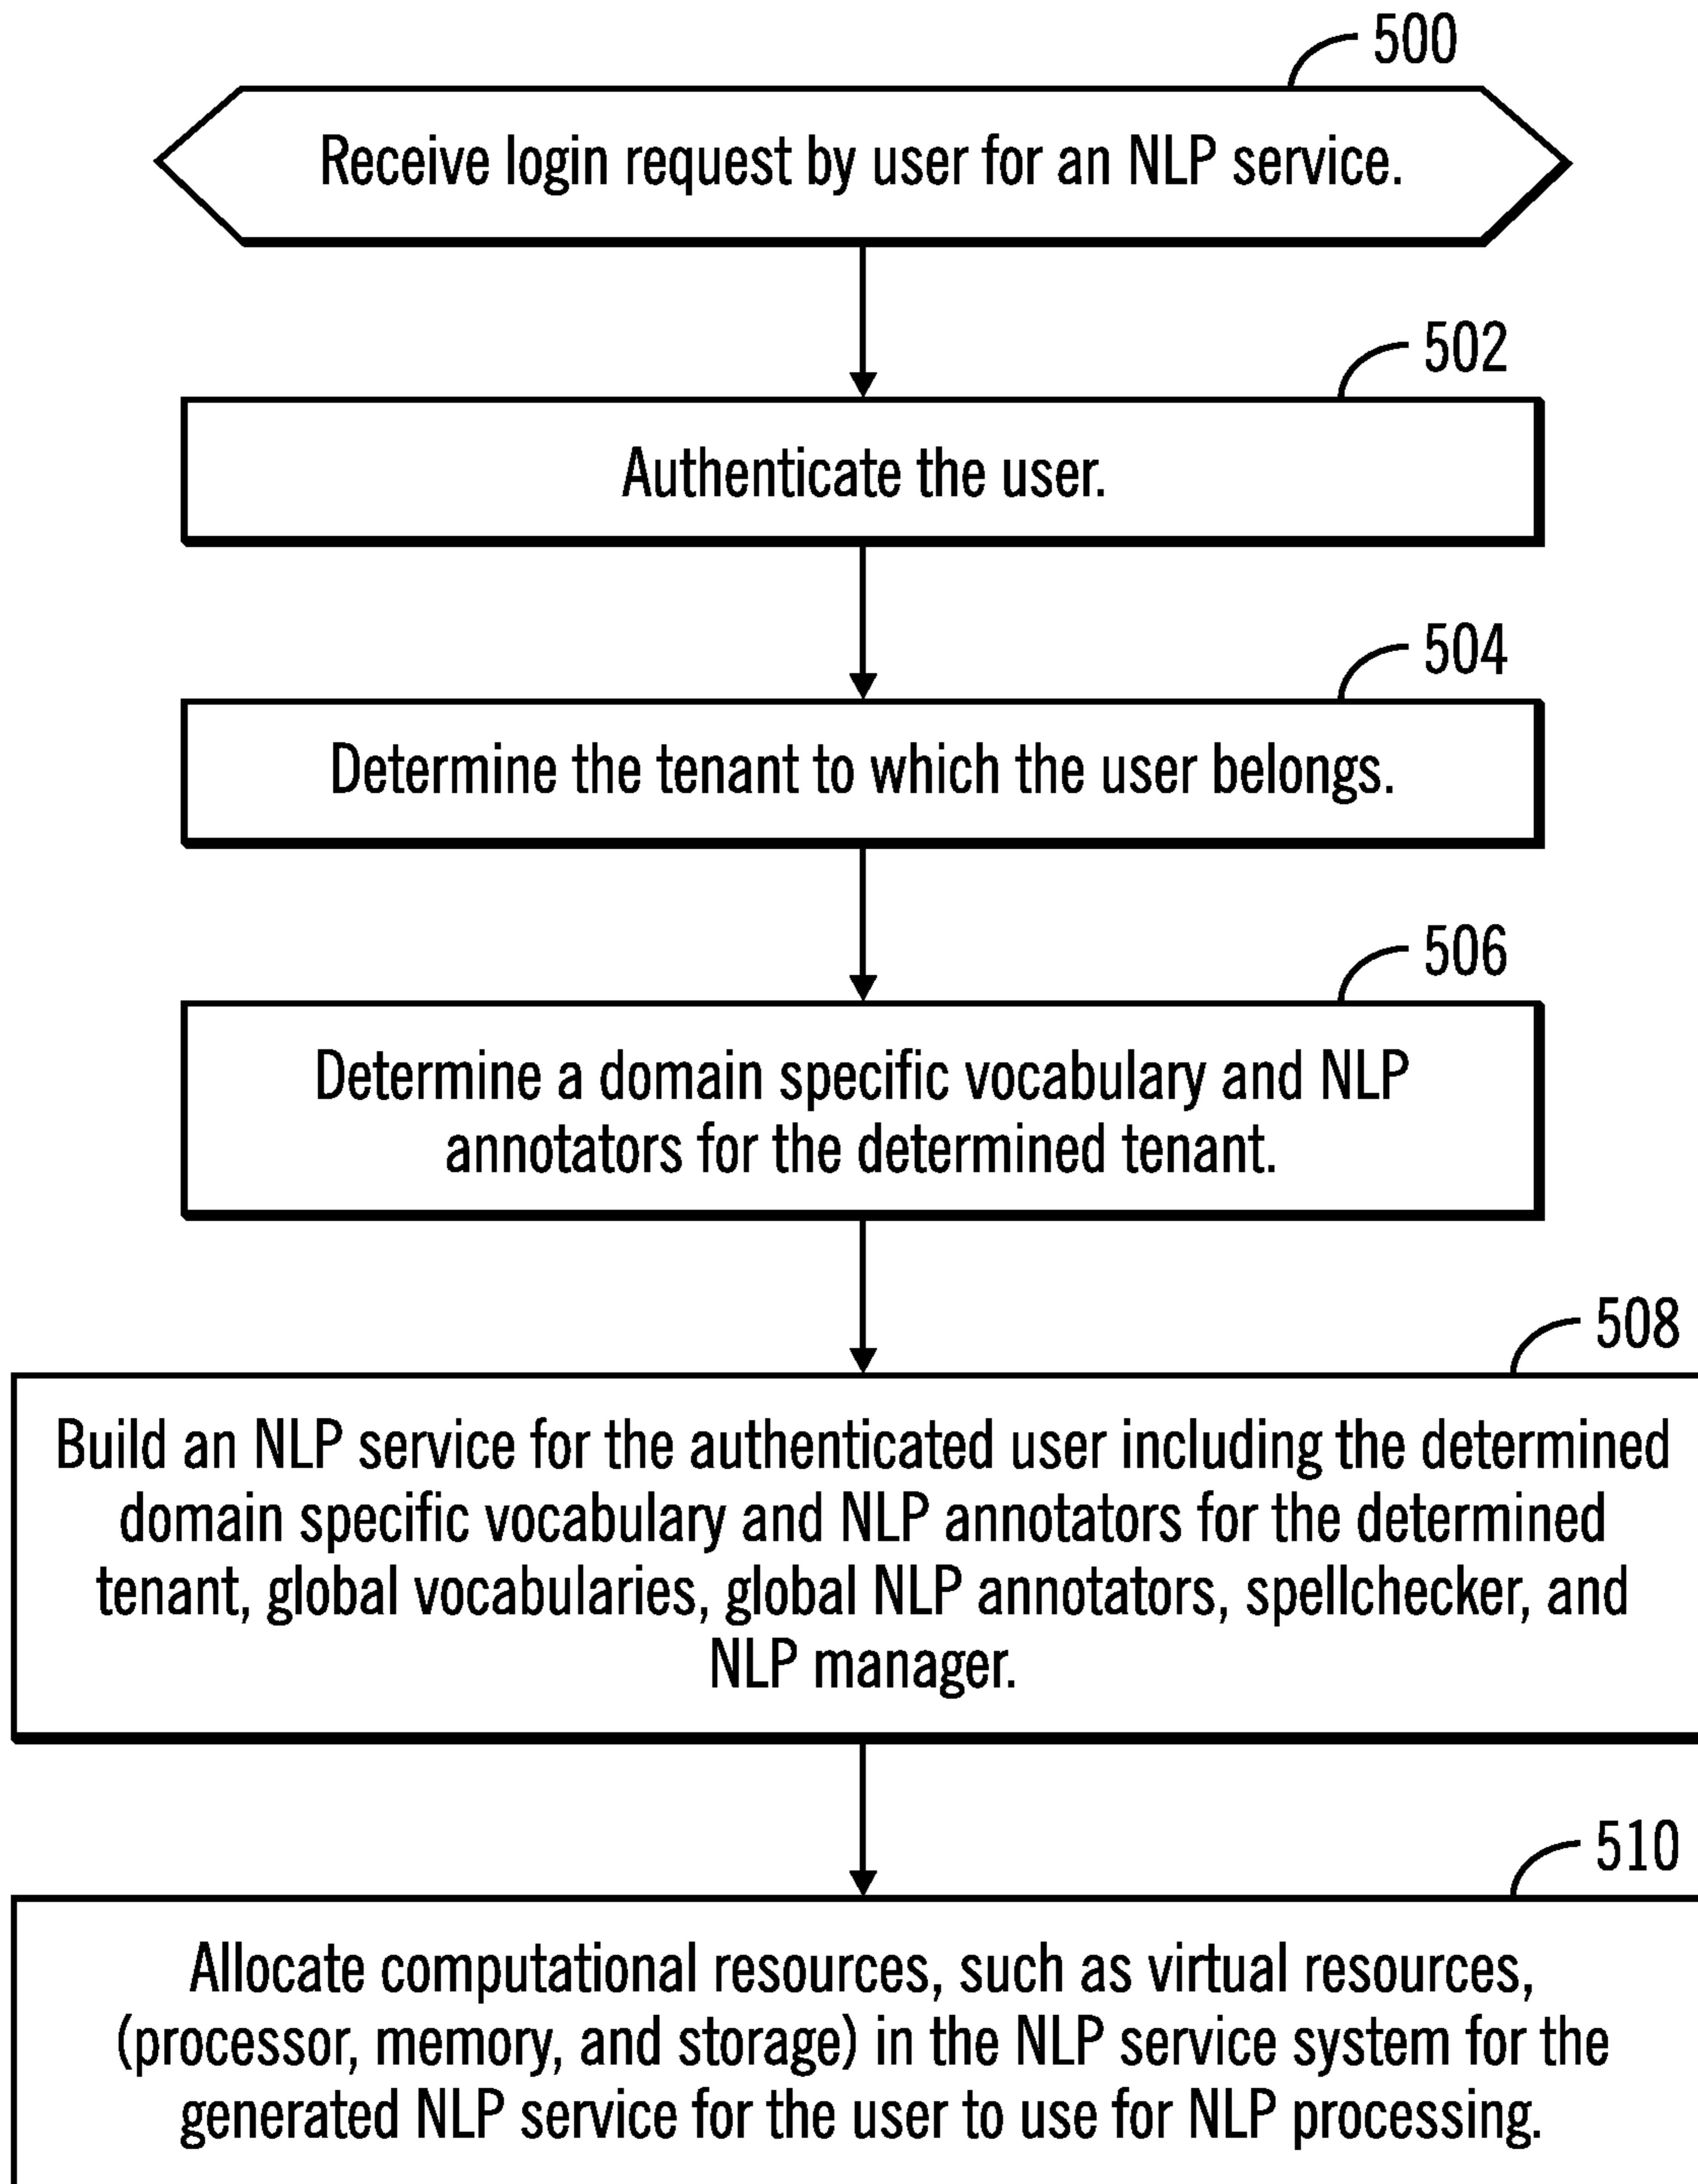 500
Receive login request by user for an NLP service.
502
Authenticate the user.
504
Determine the tenant to which the user belongs.
506
Determine a domain specific vocabulary and NLP
annotators for the determined tenant.
508
Build an NLP service for the authenticated user including the determined
domain specific vocabulary and NLP annotators for the determined
tenant, global vocabularies, global NLP annotators, spellchecker, and
NLP manager.
510
Allocate computational resources, such as virtual resources,
(processor, memory, and storage) in the NLP service system for the
generated NLP service for the user to use for NLP processing.